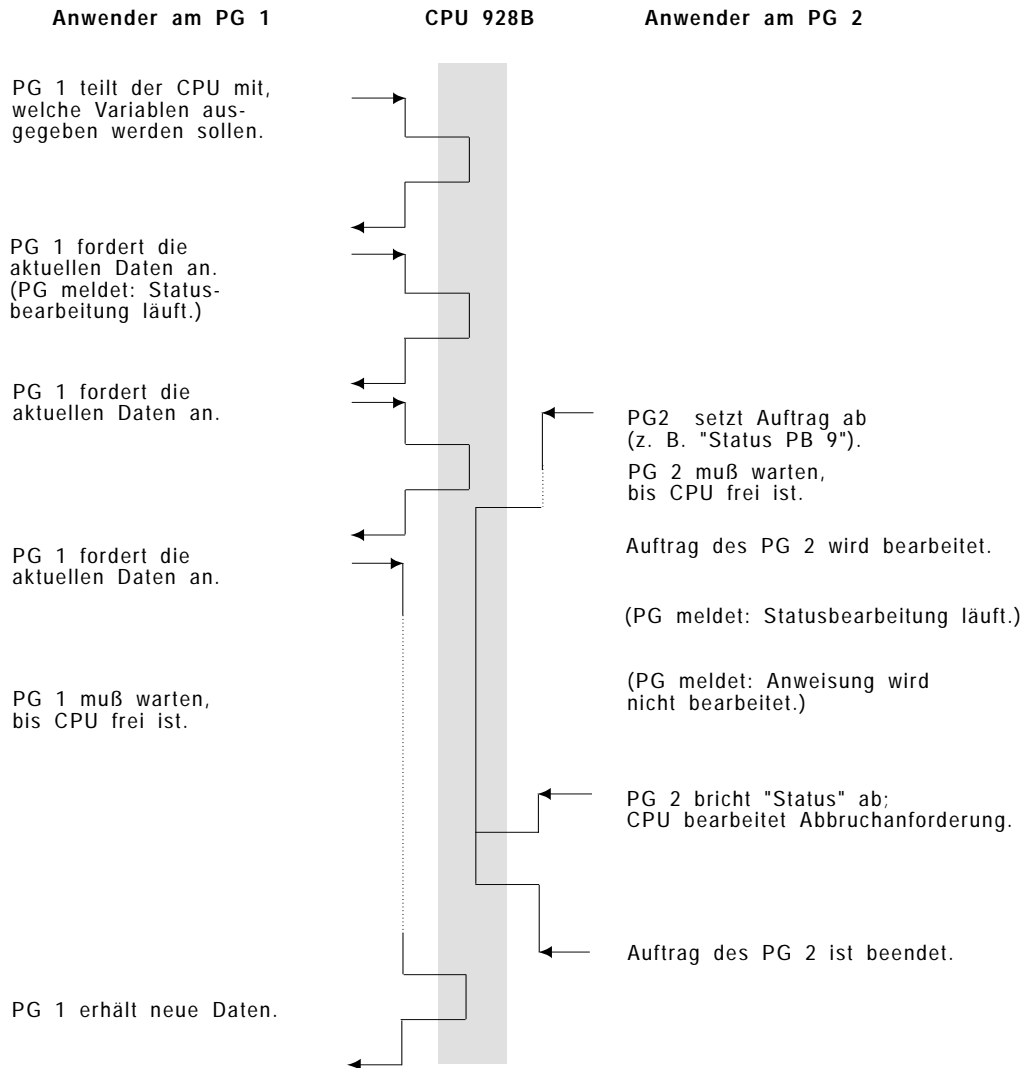 Anwender am PG 1
CPU 928B
Anwender am PG 2
PG 1 teilt der CPU mit,
welche Variablen aus-
gegeben werden sollen.
PG 1 fordert die
aktuellen Daten an.
(PG meldet: Status-
bearbeitung läuft.)
PG 1 fordert die
aktuellen Daten an.
PG2 setzt Auftrag ab
(z. B. "Status PB 9").
PG 2 muß warten,
bis CPU frei ist.
Auftrag des PG 2 wird bearbeitet.
PG 1 fordert die
aktuellen Daten an.
(PG meldet: Statusbearbeitung läuft.)
(PG meldet: Anweisung wird
nicht bearbeitet.)
PG 1 muß warten,
bis CPU frei ist.
PG 2 bricht "Status" ab;
CPU bearbeitet Abbruchanforderung.
Auftrag des PG 2 ist beendet.
PG 1 erhält neue Daten.